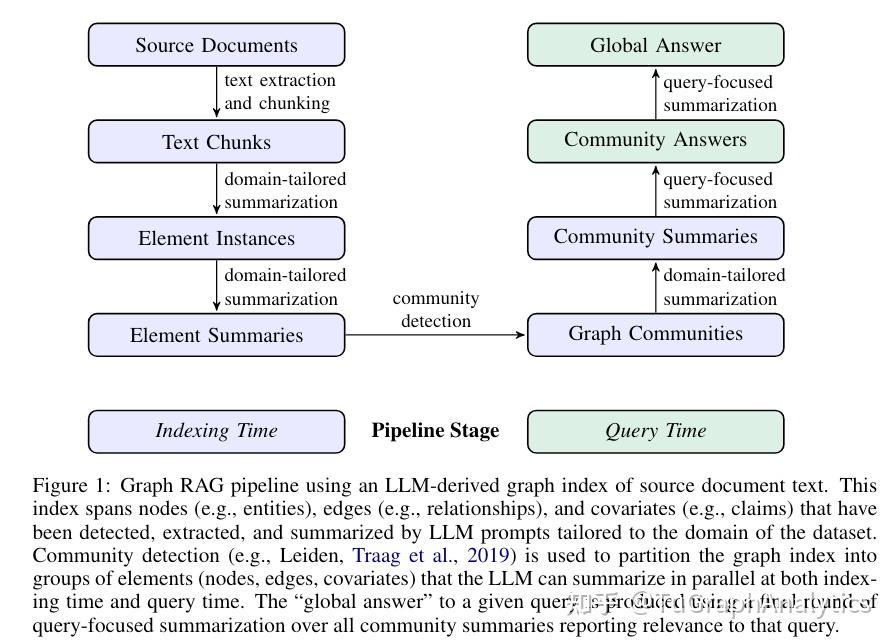 Source Documents
text extraction
and chunking
Text Chunks
domain-tailored
summarization
Element Instances
domain-tailored
summarization
Element Summaries
community
detection
Global Answer
query-focused
summarization
Community Answers
query-focused
summarization
Community Summaries
domain-tailored
summarization
Graph Communities
Indexing Time
Pipeline Stage
Query Time
Figure 1: Graph RAG pipeline using an LLM-derived graph index of source document text. This
index spans nodes (e.g., entities), edges (e.g., relationships), and covariates (e.g., claims) that have
been detected, extracted, and summarized by LLM prompts tailored to the domain of the dataset.
Community detection (e.g., Leiden, Traag et al., 2019) is used to partition the graph index into
groups of elements (nodes, edges, covariates) that the LLM can summarize in parallel at both index-
ing time and query time. The “global answer” to a given query is produced using a final round of
query-focused summarization over all community summaries reporting relevance to that query.
知乎 @TuGraphAnalytics